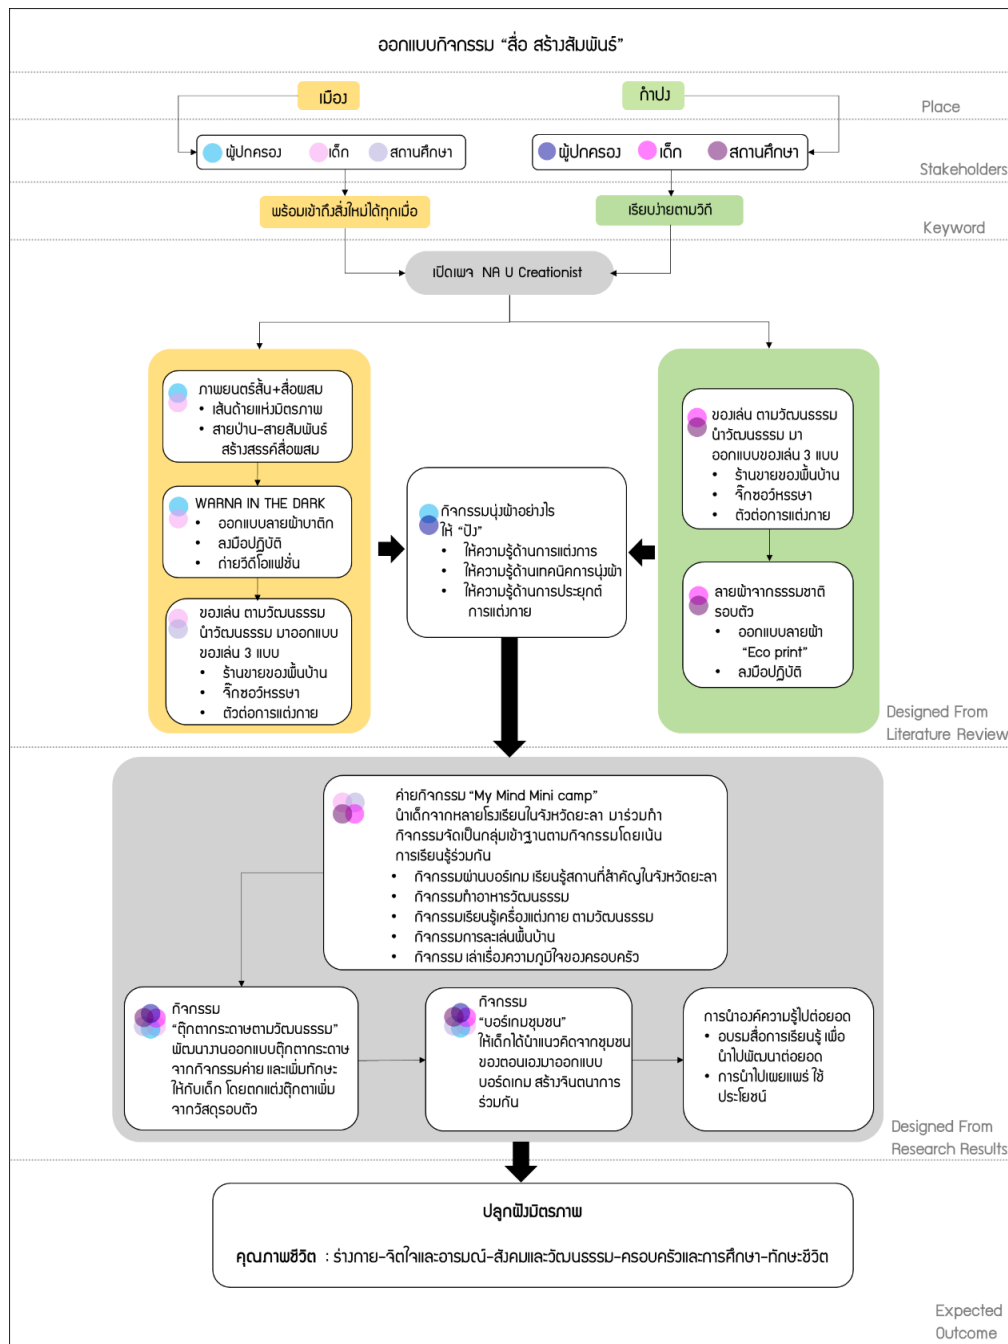 ออกแบบกิจกรรม “สื่อ สร้างสัมพันธ์”
เมือง
กำปง
Place
ผู้ปกครอง
เด็ก
สถานศึกษา
ผู้ปกครอง
เด็ก
สถานศึกษา
Stakeholders
พร้อมเข้าถึงสิ่งใหม่ได้ทุกเมื่อ
เรียบง่ายตามวิถี
Keyword
เปิดเพจ NA U Creationist
ภาพยนตร์สั้น+สื่อผสม
• เส้นด้ายแห่งมิตรภาพ
• สายป่าน-สายสัมพันธ์
สร้างสรรค์สื่อผสม
WARNA IN THE DARK
• ออกแบบลายผ้าบาติก
• ลงมือปฏิบัติ
• ถ่ายวีดีโอแฟชั่น
ของเล่น ตามวัฒนธรรม
นำวัฒนธรรม มาออกแบบ
ของเล่น 3 แบบ
• ร้านขายของพื้นบ้าน
• จิ๊กซอว์หรรษา
• ตัวต่อการแต่งกาย
กิจกรรมนุ่งผ้าอย่างไร
ให้ “ปัง”
• ให้ความรู้ด้านการแต่งการ
• ให้ความรู้ด้านเทคนิคการนุ่งผ้า
• ให้ความรู้ด้านการประยุกต์
การแต่งกาย
ของเล่น ตามวัฒนธรรม
นำวัฒนธรรม มา
ออกแบบของเล่น 3 แบบ
• ร้านขายของพื้นบ้าน
• จิ๊กซอว์หรรษา
• ตัวต่อการแต่งกาย
ลายผ้าจากธรรมชาติ
รอบตัว
• ออกแบบลายผ้า
“Eco print”
• ลงมือปฏิบัติ
Designed From
Literature Review
ค่ายกิจกรรม “My Mind Mini camp”
นำเด็กจากหลายโรงเรียนในจังหวัดยะลา มาร่วมทำ
กิจกรรมจัดเป็นกลุ่มเข้าฐานตามกิจกรรมโดยเน้น
การเรียนรู้ร่วมกัน
• กิจกรรมผ่านบอร์เกม เรียนรู้สถานที่สำคัญในจังหวัดยะลา
• กิจกรรมทำอาหารวัฒนธรรม
• กิจกรรมเรียนรู้เครื่องแต่งกาย ตามวัฒนธรรม
• กิจกรรมการละเล่นพื้นบ้าน
• กิจกรรม เล่าเรื่องความภูมิใจของครอบครัว
กิจกรรม
“ตุ๊กตากระดาษตามวัฒนธรรม”
พัฒนางานออกแบบตุ๊กตากระดาษ
จากกิจกรรมค่าย และเพิ่มทักษะ
ให้กับเด็ก โดยตกแต่งตุ๊กตาเพิ่ม
จากวัสดุรอบตัว
กิจกรรม
“บอร์เกมชุมชน”
ให้เด็กได้นำแนวคิดจากชุมชน
ของตอนเองมาออกแบบ
บอร์ดเกม สร้างจินตนาการ
ร่วมกัน
การนำองค์ความรู้ไปต่อยอด
• อบรมสื่อการเรียนรู้ เพื่อ
นำไปพัฒนาต่อยอด
• การนำไปเผยแพร่ ใช้
ประโยชน์
Designed From
Research Results
ปลูกฝังมิตรภาพ
คุณภาพชีวิต : ร่างกาย-จิตใจและอารมณ์-สังคมและวัฒนธรรม-ครอบครัวและการศึกษา-ทักษะชีวิต
Expected
Outcome